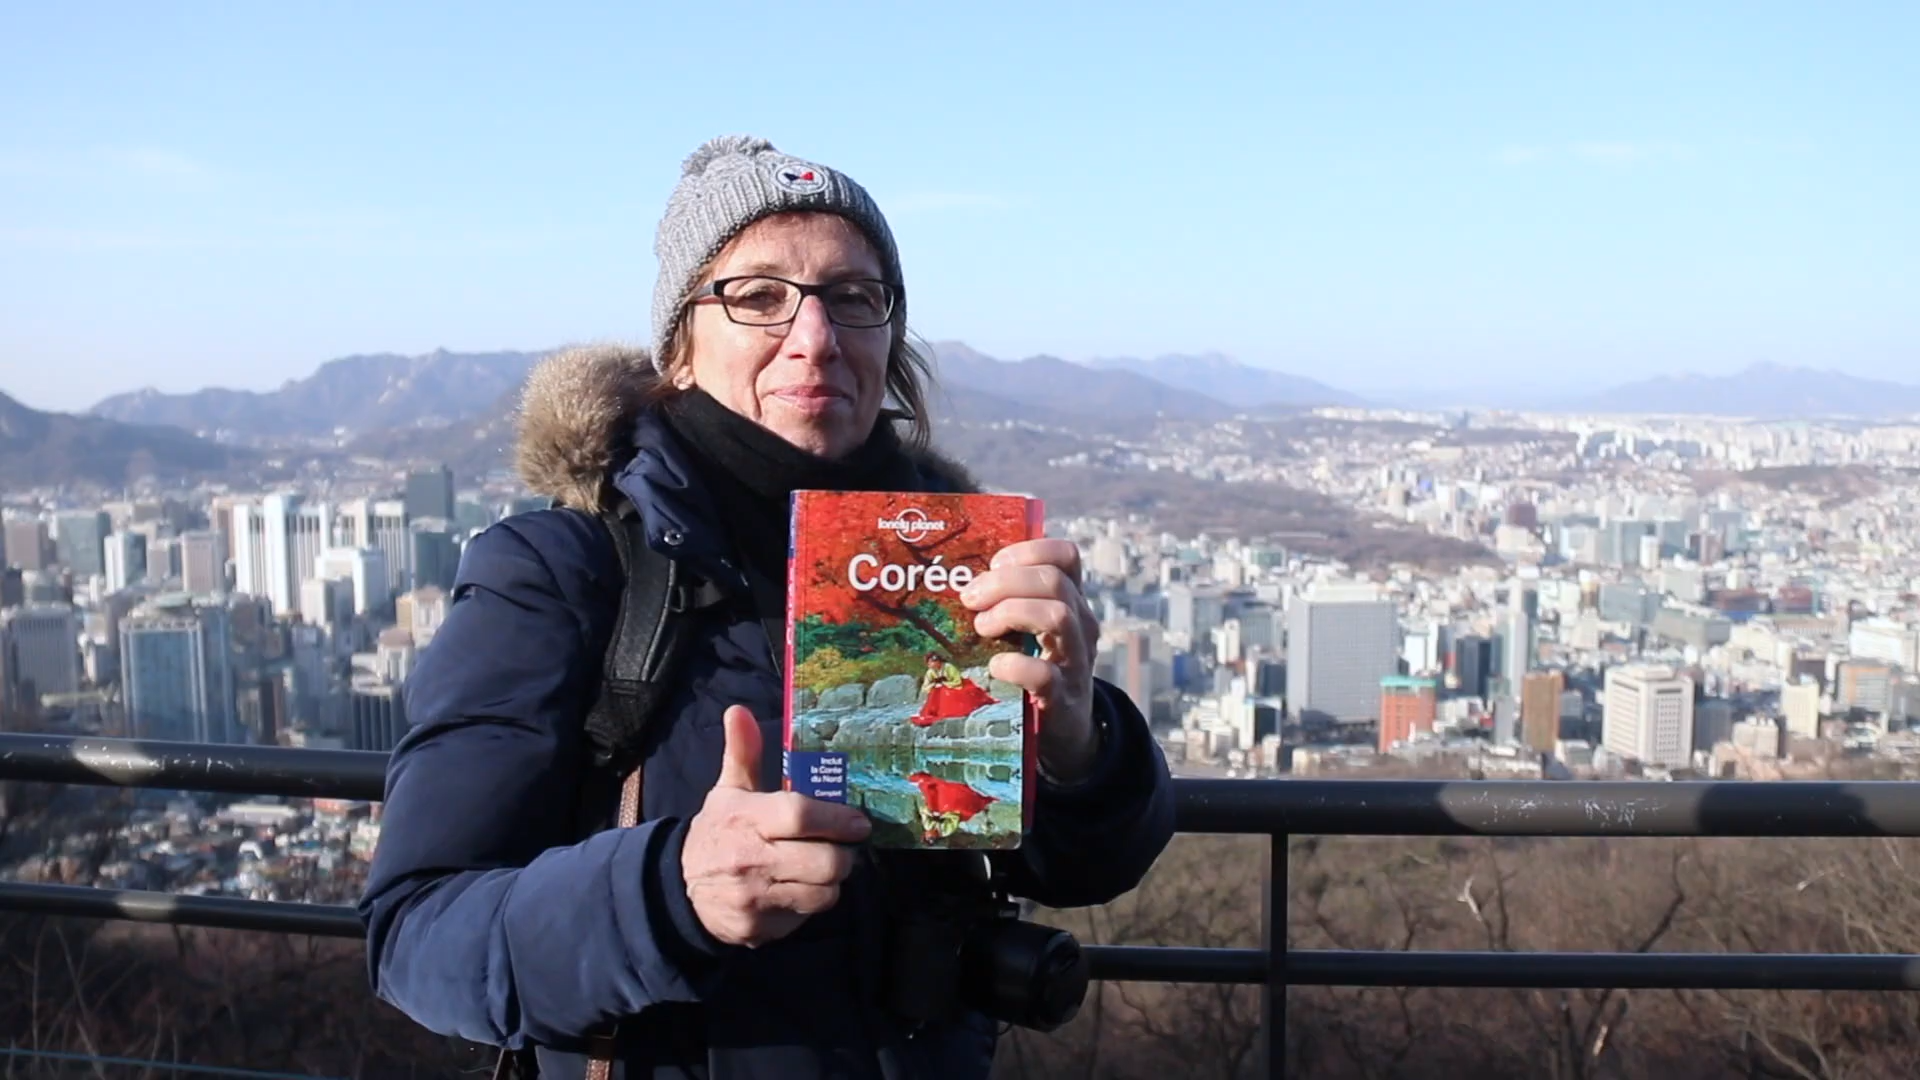 lonely planet
Corée
Inclut
la Corée
du Nord
Complet